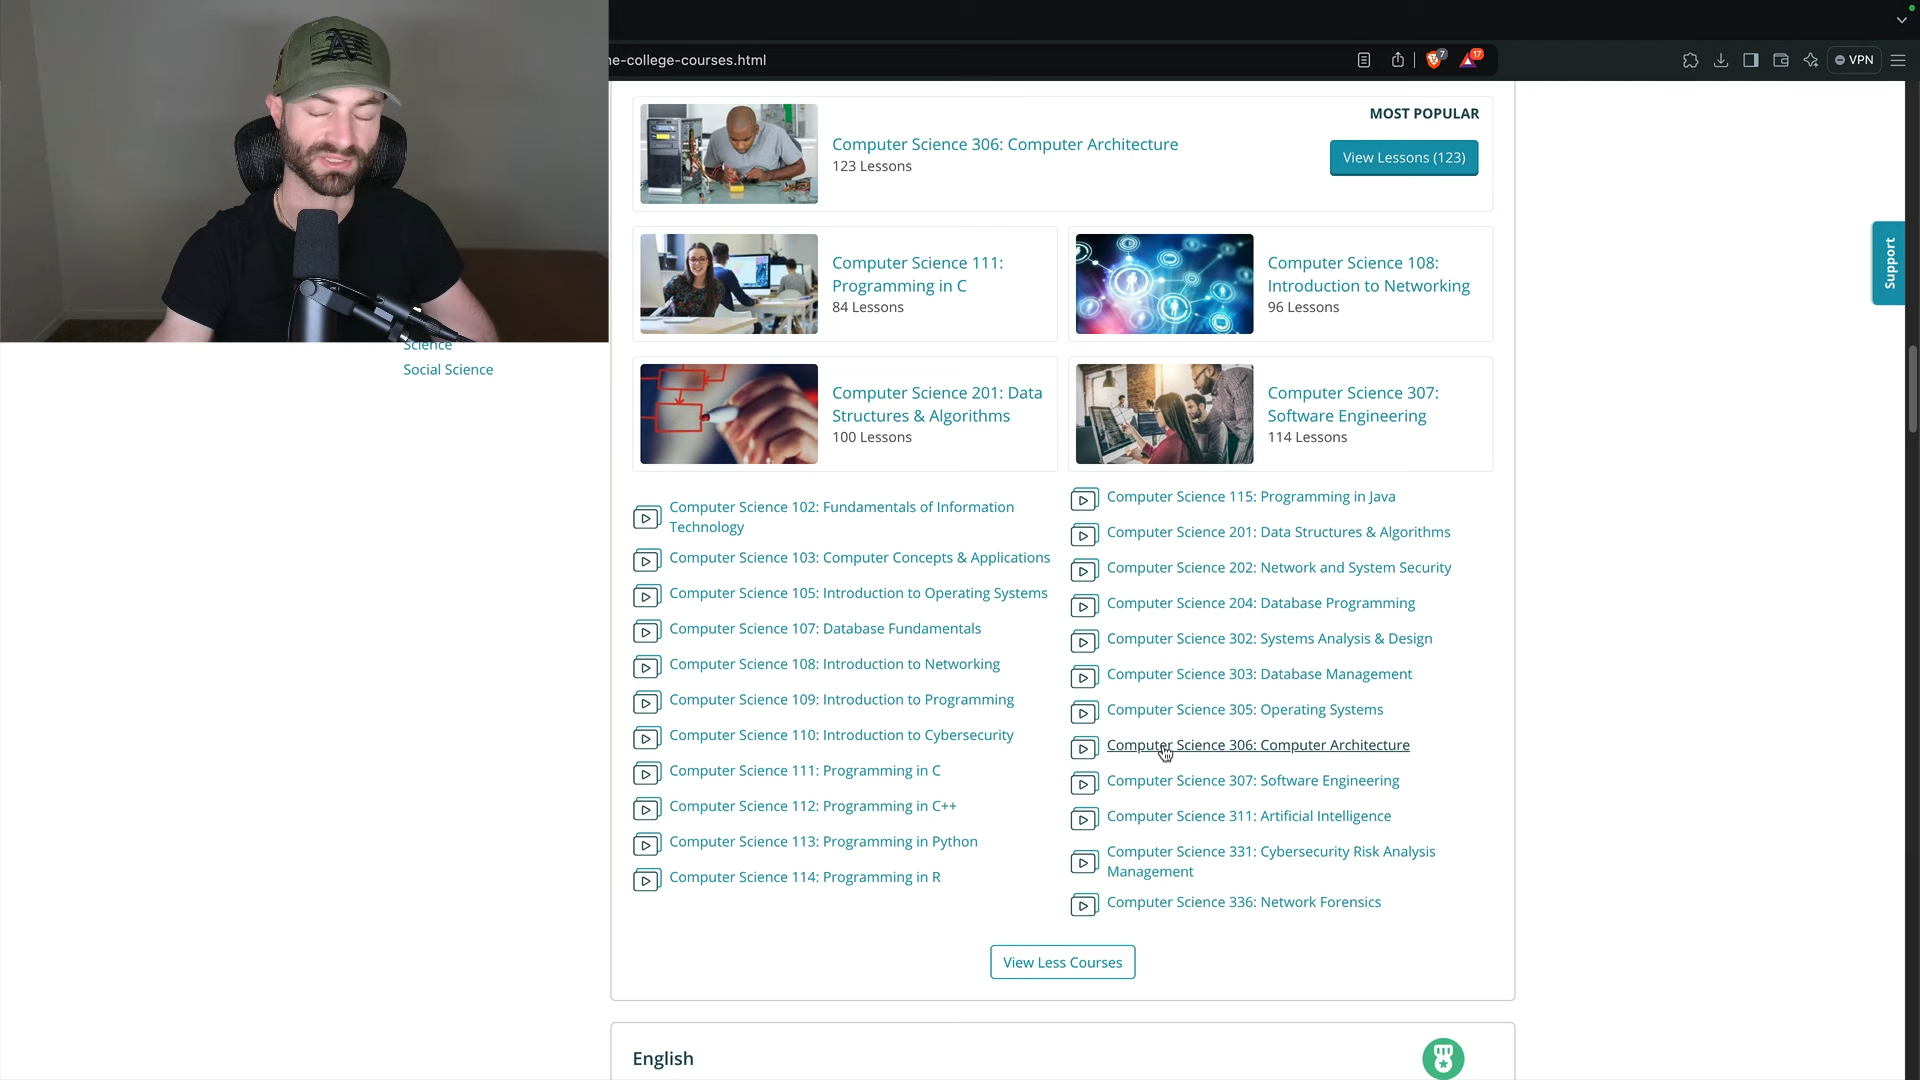 ne-college-courses.html
7
17
VPN
MOST POPULAR
Computer Science 306: Computer Architecture
123 Lessons
View Lessons (123)
Computer Science 111:
Programming in C
84 Lessons
Computer Science 108:
Introduction to Networking
96 Lessons
Support
Science
Social Science
Computer Science 201: Data
Structures & Algorithms
100 Lessons
Computer Science 307:
Software Engineering
114 Lessons
Computer Science 102: Fundamentals of Information
Technology
Computer Science 103: Computer Concepts & Applications
Computer Science 105: Introduction to Operating Systems
Computer Science 107: Database Fundamentals
Computer Science 108: Introduction to Networking
Computer Science 109: Introduction to Programming
Computer Science 110: Introduction to Cybersecurity
Computer Science 111: Programming in C
Computer Science 112: Programming in C++
Computer Science 113: Programming in Python
Computer Science 114: Programming in R
Computer Science 115: Programming in Java
Computer Science 201: Data Structures & Algorithms
Computer Science 202: Network and System Security
Computer Science 204: Database Programming
Computer Science 302: Systems Analysis & Design
Computer Science 303: Database Management
Computer Science 305: Operating Systems
Computer Science 306: Computer Architecture
Computer Science 307: Software Engineering
Computer Science 311: Artificial Intelligence
Computer Science 331: Cybersecurity Risk Analysis
Management
Computer Science 336: Network Forensics
View Less Courses
English